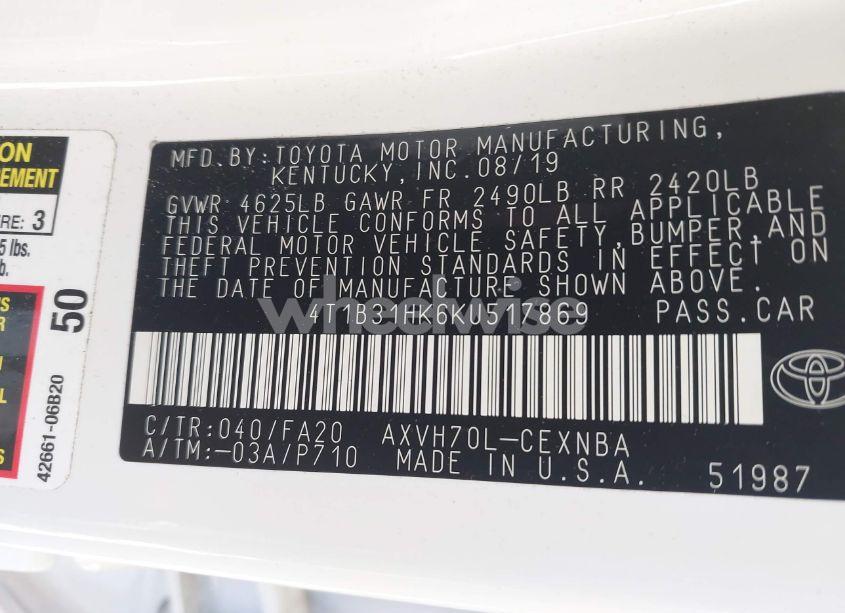 ON
REMENT
RE: 3
5 lbs.
b.
S
R
L
S
50
42661-06B20
MFD. BY: TOYOTA MOTOR MANUFACTURING,
KENTUCKY, INC. 08/19
GVWR 4625LB GAWR FR 2490LB RR 2420LB
THIS VEHICLE CONFORMS TO ALL APPLICABLE
FEDERAL MOTOR VEHICLE SAFETY, BUMPER, AND
THEFT PREVENTION STANDARDS IN EFFECT ON
THE DATE OF MANUFACTURE SHOWN ABOVE.
4T1B31HK6KU517869 PASS.CAR
wheelwise
C/TR: 040/FA20 AXVH70L-CEXNBA
A/TM:-03A/P710 MADE IN U.S.A. 51987